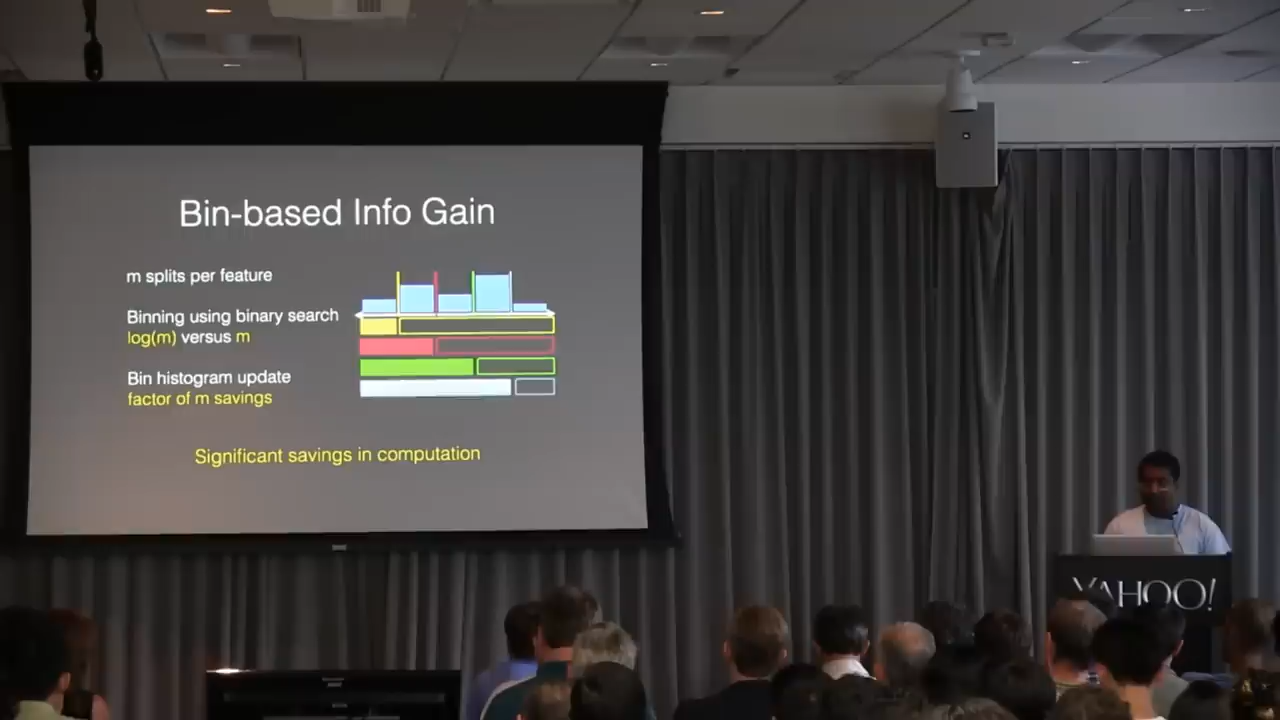 Bin-based Info Gain
m splits per feature
Binning using binary search
log(m) versus m
Bin histogram update
factor of m savings
Significant savings in computation
YAHOO!